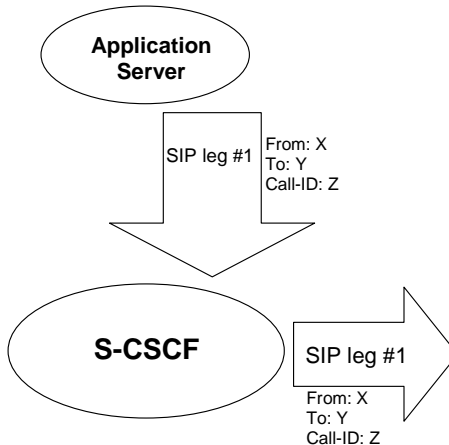 Application
Server
SIP leg #1
From: X
To: Y
Call-ID: Z
S-CSCF
SIP leg #1
From: X
To: Y
Call-ID: Z